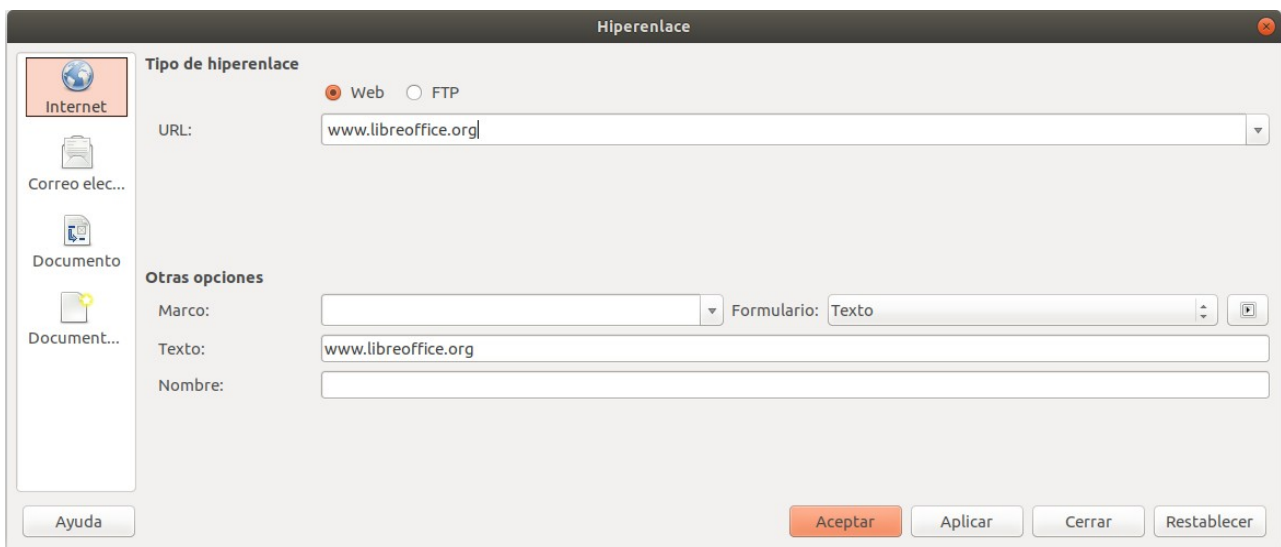 Hiperenlace
Internet
Correo elec...
Documento
Document...
Tipo de hiperenlace
Web FTP
URL: www.libreoffice.org
Otras opciones
Marco: Formulario: Texto
Texto: www.libreoffice.org
Nombre:
Ayuda Aceptar Aplicar Cerrar Restablecer